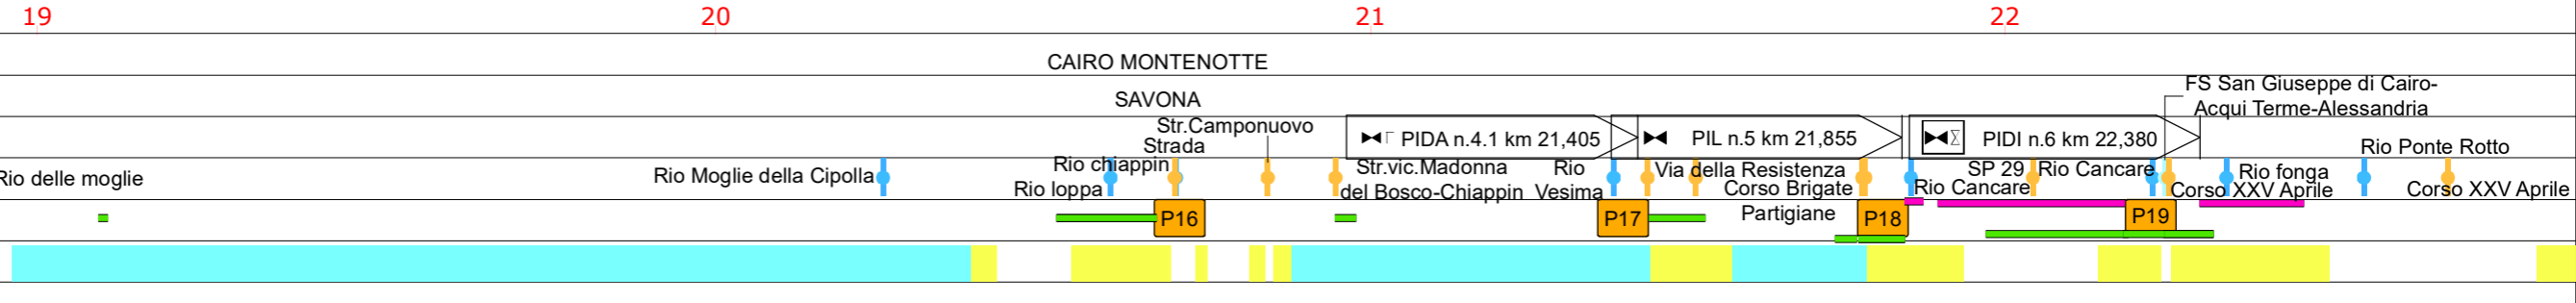 19 20 21 22
CAIRO MONTENOTTE
SAVONA
FS San Giuseppe di Cairo-
Acqui Terme-Alessandria
Str.Camponuovo
Strada
PIDA n.4.1 km 21,405
PIL n.5 km 21,855
PIDI n.6 km 22,380
Rio delle moglie
Rio Moglie della Cipolla
Rio chiappin
Rio loppa
Str.vic.Madonna
del Bosco-Chiappin
Rio
Vesima
Via della Resistenza
Corso Brigate
Partigiane
SP 29
Rio Cancare
Rio Cancare
Rio fonga
Corso XXV Aprile
Rio Ponte Rotto
Corso XXV Aprile
P16
P17
P18
P19